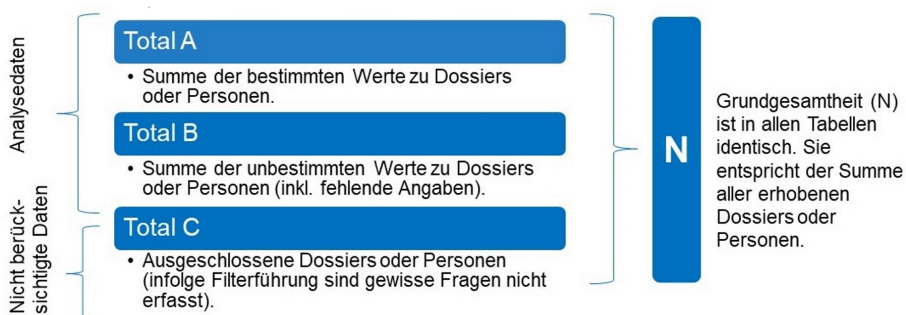 Analysedaten
Total A
• Summe der bestimmten Werte zu Dossiers
oder Personen.
Total B
• Summe der unbestimmten Werte zu Dossiers
oder Personen (inkl. fehlende Angaben).
Nicht berück-
sichtigte Daten
Total C
• Ausgeschlossene Dossiers oder Personen
(infolge Filterführung sind gewisse Fragen nicht
erfasst).
N
Grundgesamtheit (N)
ist in allen Tabellen
identisch. Sie
entspricht der Summe
aller erhobenen
Dossiers oder
Personen.